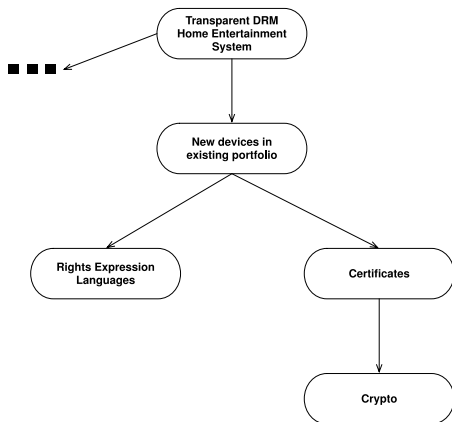 Transparent DRM
Home Entertainment
System
New devices in
existing portfolio
Rights Expression
Languages
Certificates
Crypto